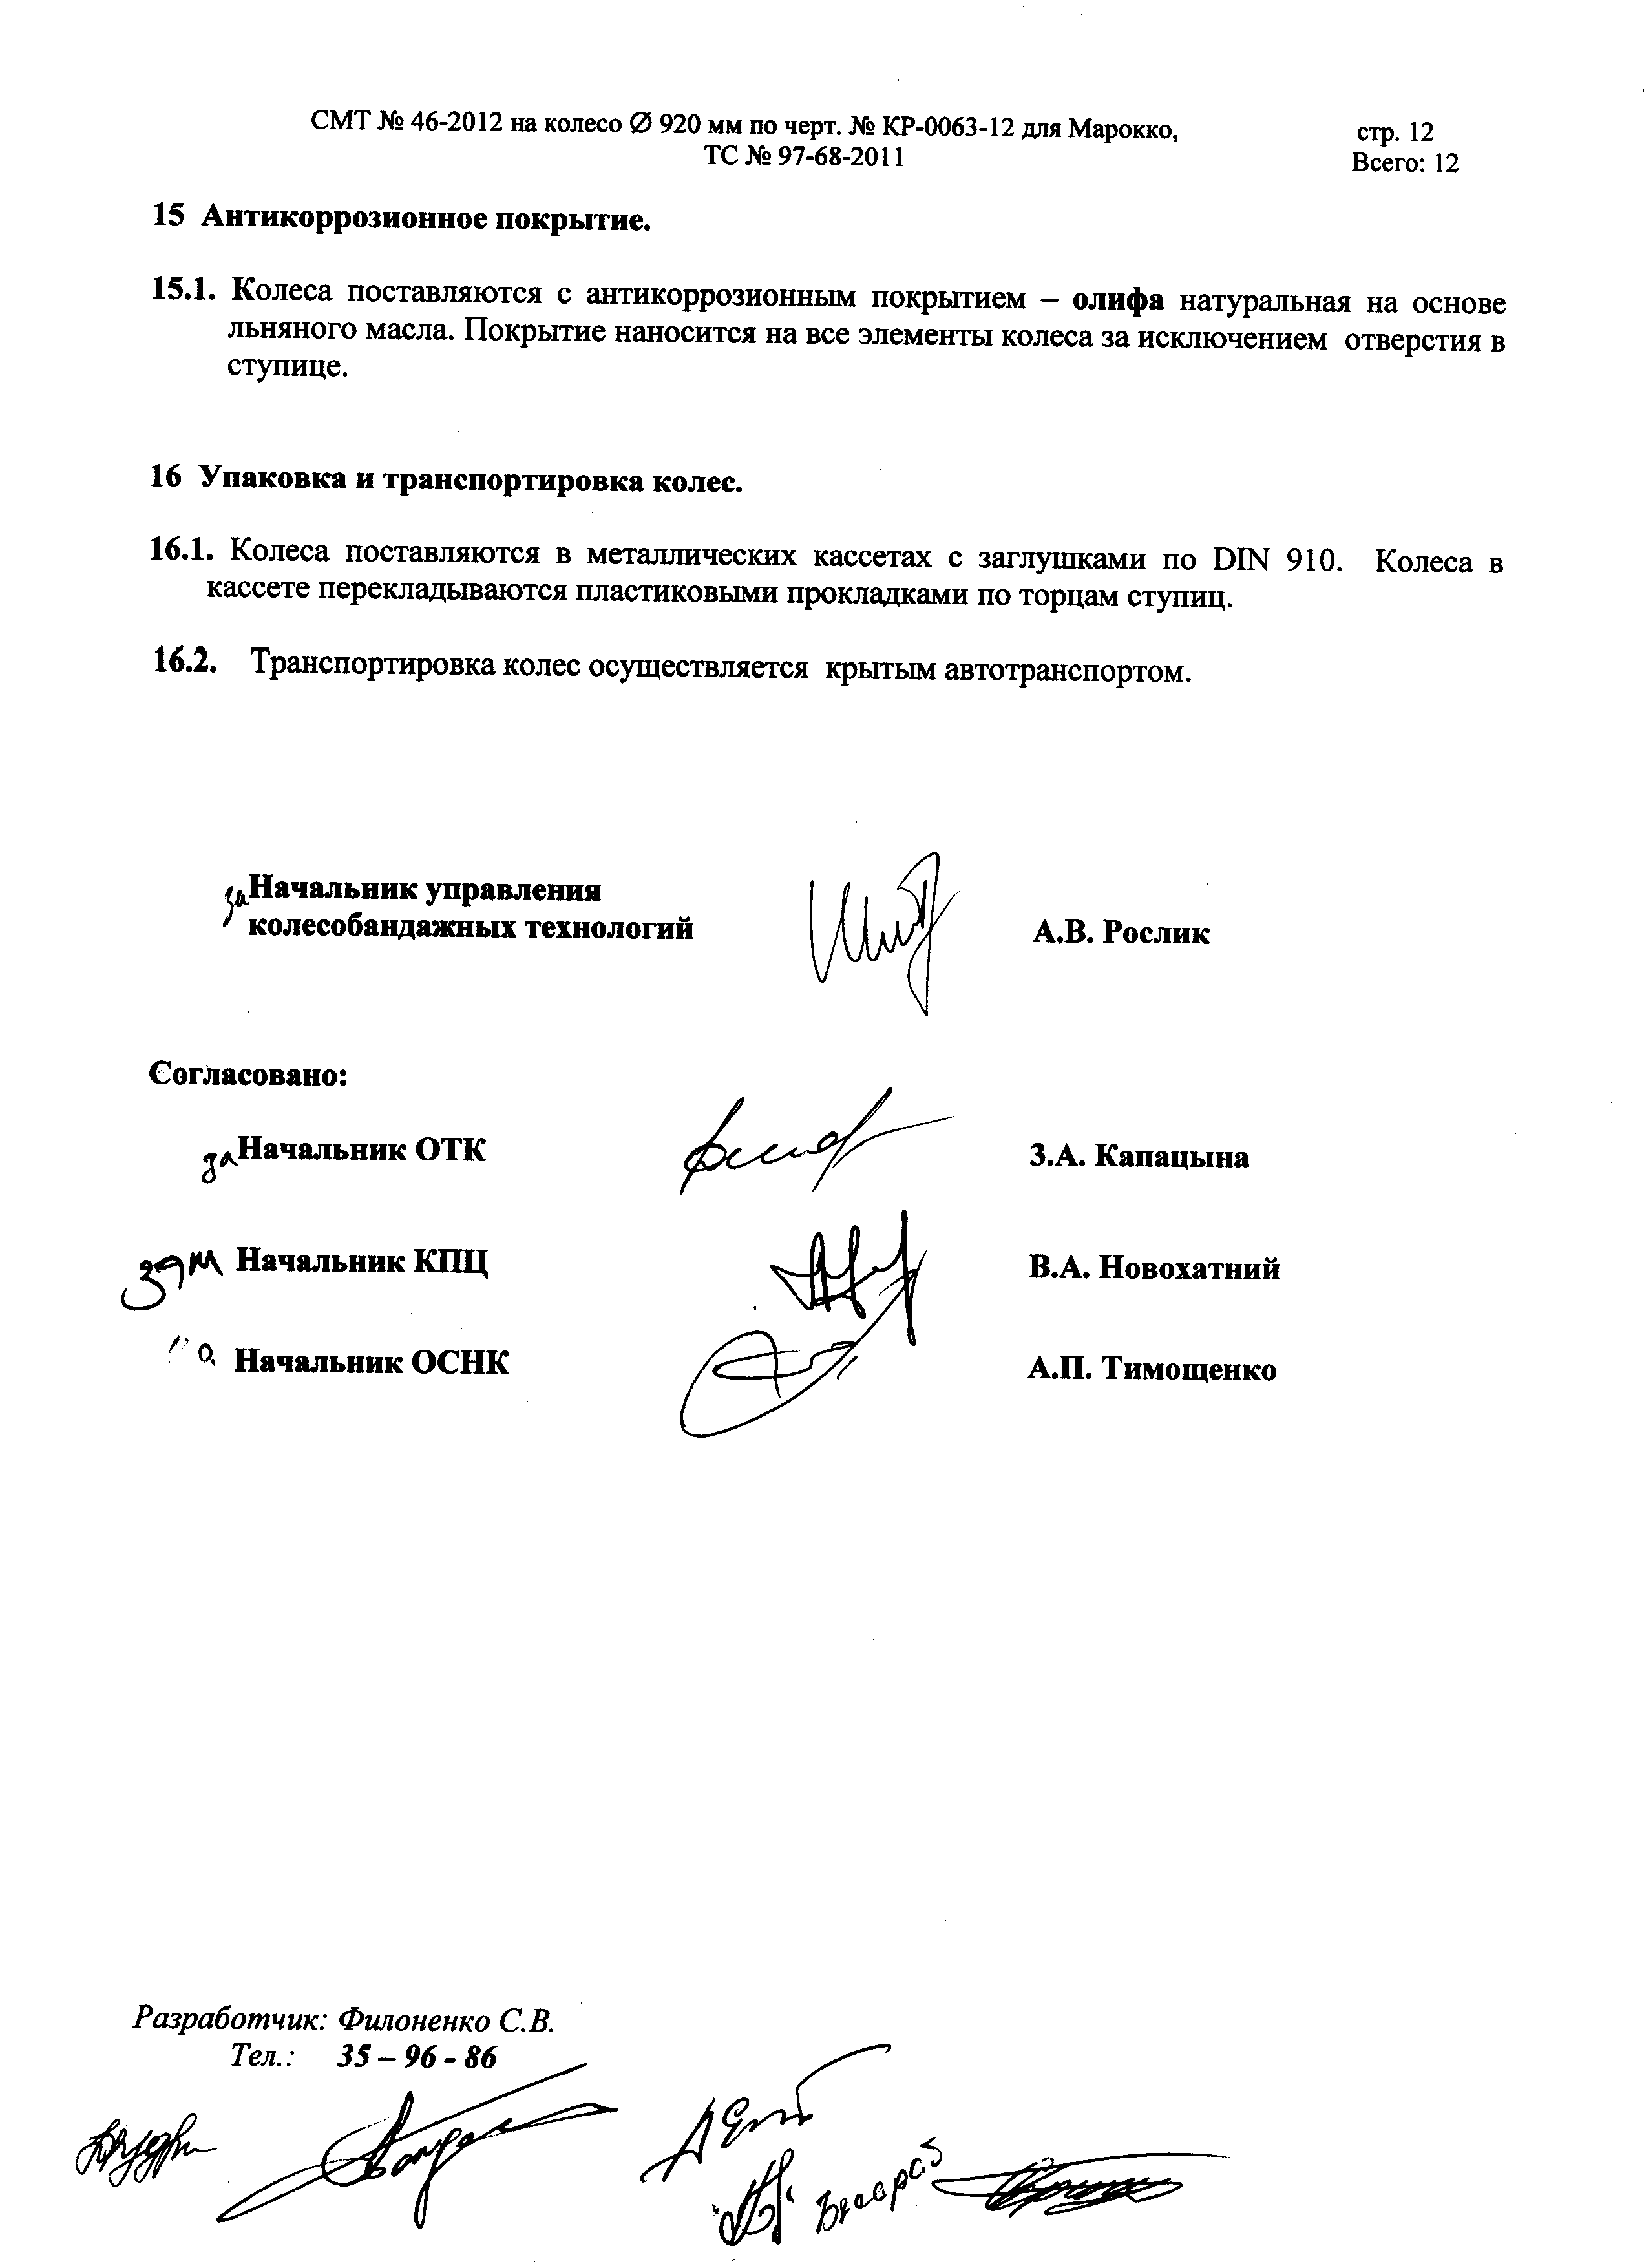 СМТ № 46-2012 на колесо Ø 920 мм по черт. № КР-0063-12 для Марокко,
ТС № 97-68-2011
стр. 12
Всего: 12
15 Антикоррозионное покрытие.
15.1. Колеса поставляются с антикоррозионным покрытием – олифа натуральная на основе
льняного масла. Покрытие наносится на все элементы колеса за исключением отверстия в
ступице.
16 Упаковка и транспортировка колес.
16.1. Колеса поставляются в металлических кассетах с заглушками по DIN 910. Колеса в
кассете перекладываются пластиковыми прокладками по торцам ступиц.
16.2. Транспортировка колес осуществляется крытым автотранспортом.
за Начальник управления
колесобандажных технологий А.В. Рослик
Согласовано:
за Начальник ОТК З.А. Капацына
зам Начальник КПЦ В.А. Новохатний
Начальник ОСНК А.П. Тимощенко
Разработчик: Филоненко С.В.
Тел.: 35 – 96 - 86